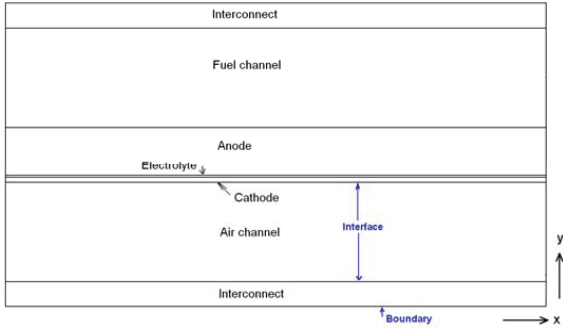 Interconnect
Fuel channel
Anode
Electrolyte
Cathode
Interface
Air channel
y
Interconnect
Boundary
x